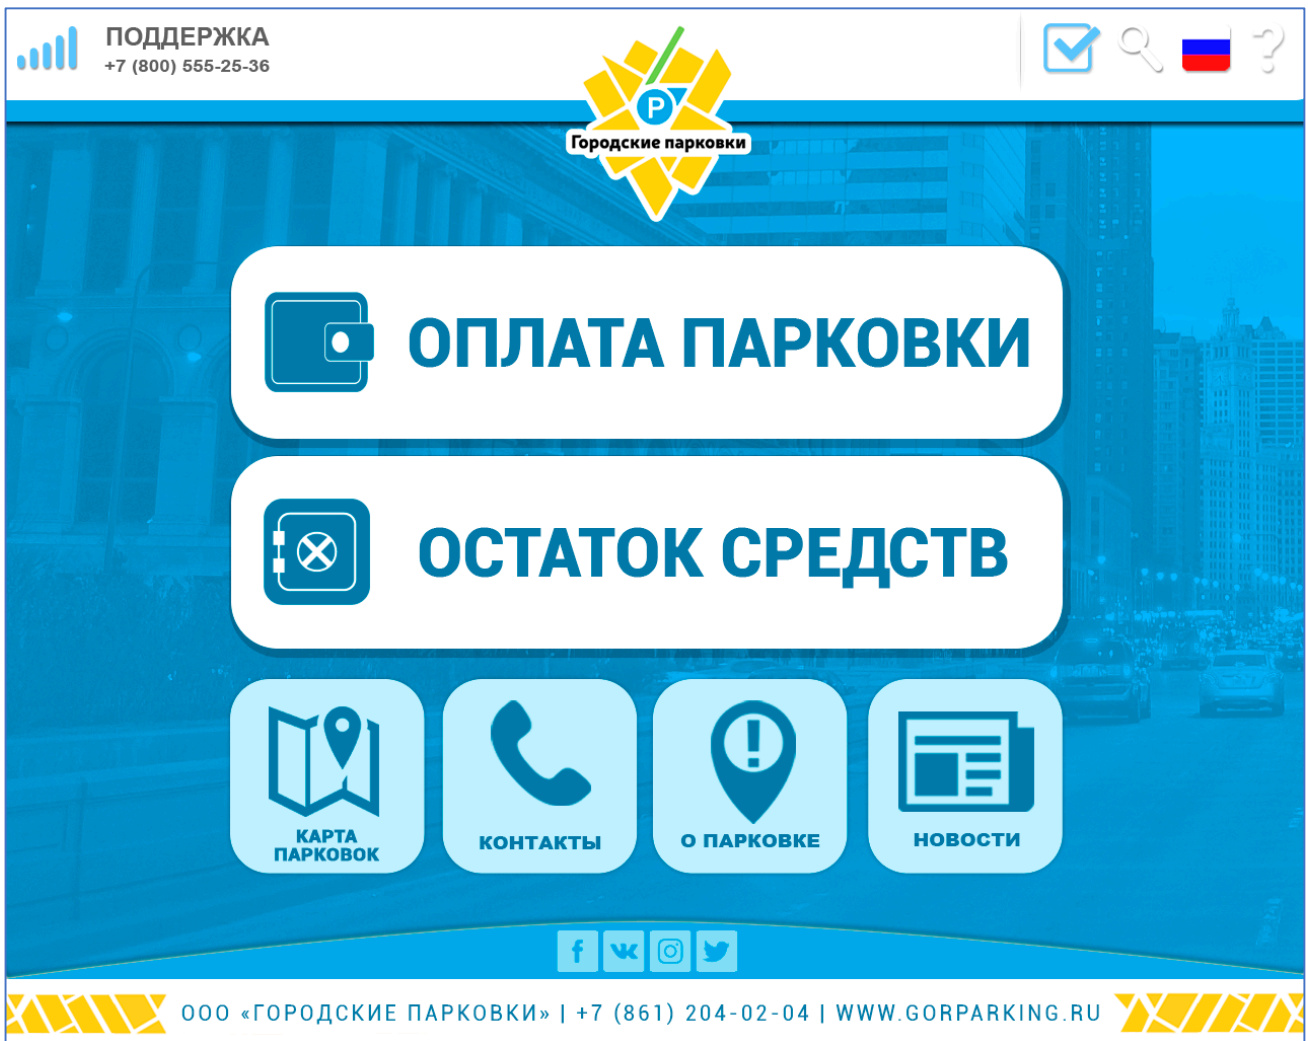 ПОДДЕРЖКА
+7 (800) 555-25-36
P
Городские парковки
ОПЛАТА ПАРКОВКИ
ОСТАТОК СРЕДСТВ
КАРТА
ПАРКОВОК
КОНТАКТЫ
О ПАРКОВКЕ
НОВОСТИ
ООО «ГОРОДСКИЕ ПАРКОВКИ» | +7 (861) 204-02-04 | WWW.GORPARKING.RU